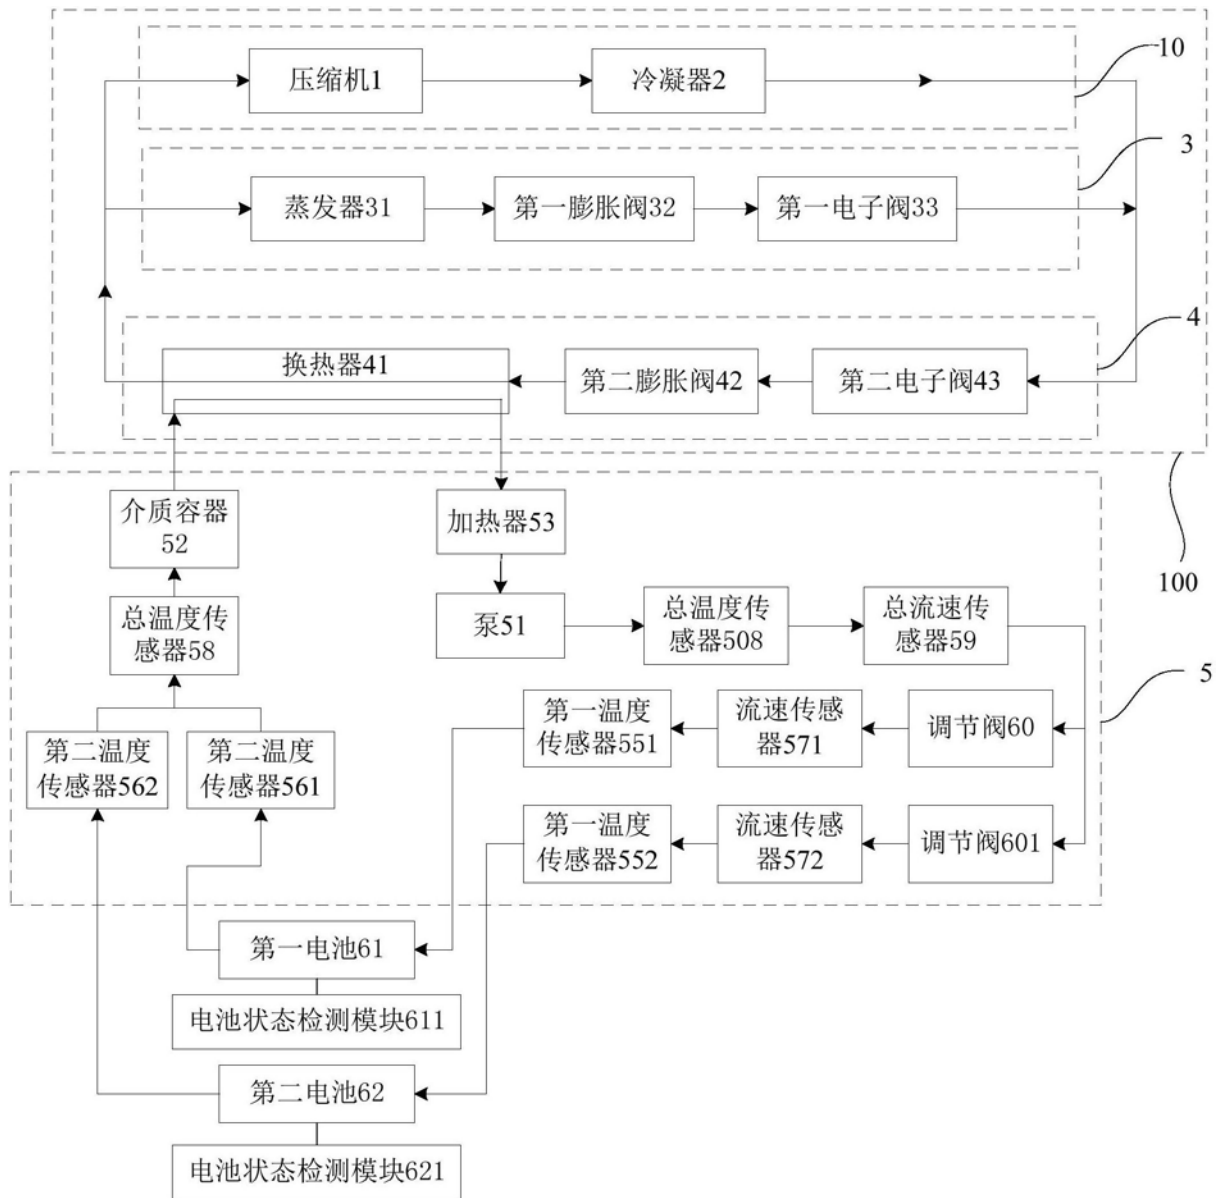 压缩机1
冷凝器2
10
蒸发器31
第一膨胀阀32
第一电子阀33
3
换热器41
第二膨胀阀42
第二电子阀43
4
100
介质容器
52
加热器53
总温度传
感器58
泵51
总温度传
感器508
总流速传
感器59
5
第二温度
传感器562
第二温度
传感器561
第一温度
传感器551
流速传感
器571
调节阀60
第一温度
传感器552
流速传感
器572
调节阀601
第一电池61
电池状态检测模块611
第二电池62
电池状态检测模块621